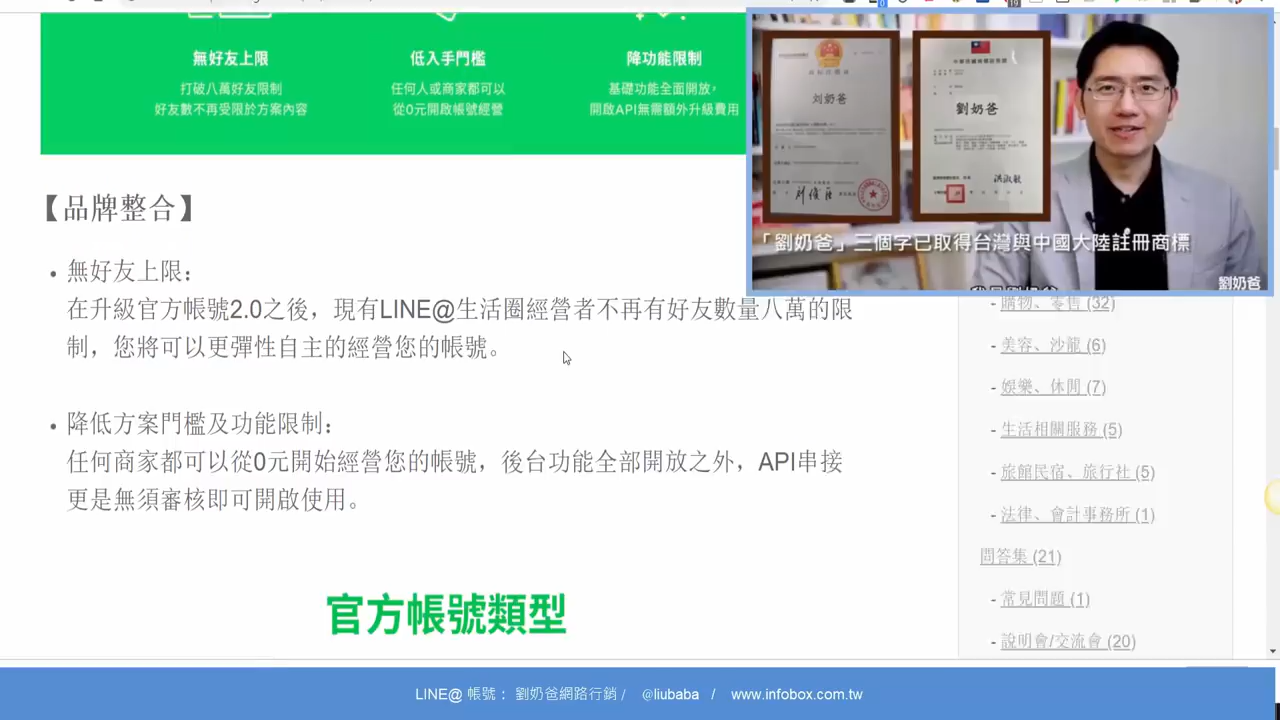 無好友上限
打破八萬好友限制
好友數不再受限於方案內容
低入手門檻
任何人或商家都可以
從0元開啟帳號經營
降功能限制
基礎功能全面開放，
開啟API無需額外升級費用
【品牌整合】
• 無好友上限：
在升級官方帳號2.0之後，現有LINE@生活圈經營者不再有好友數量八萬的限
制，您將可以更彈性自主的經營您的帳號。
• 降低方案門檻及功能限制：
任何商家都可以從0元開始經營您的帳號，後台功能全部開放之外，API串接
更是無須審核即可開啟使用。
官方帳號類型
刘奶爸
劉奶爸
「劉奶爸」三個字已取得台灣與中國大陸註冊商標
劉奶爸
- 購物、零售 (32)
- 美容、沙龍 (6)
- 娛樂、休閒 (7)
- 生活相關服務 (5)
- 旅館民宿、旅行社 (5)
- 法律、會計事務所 (1)
問答集 (21)
- 常見問題 (1)
- 說明會/交流會 (20)
LINE@ 帳號： 劉奶爸網路行銷 / @liubaba / www.infobox.com.tw